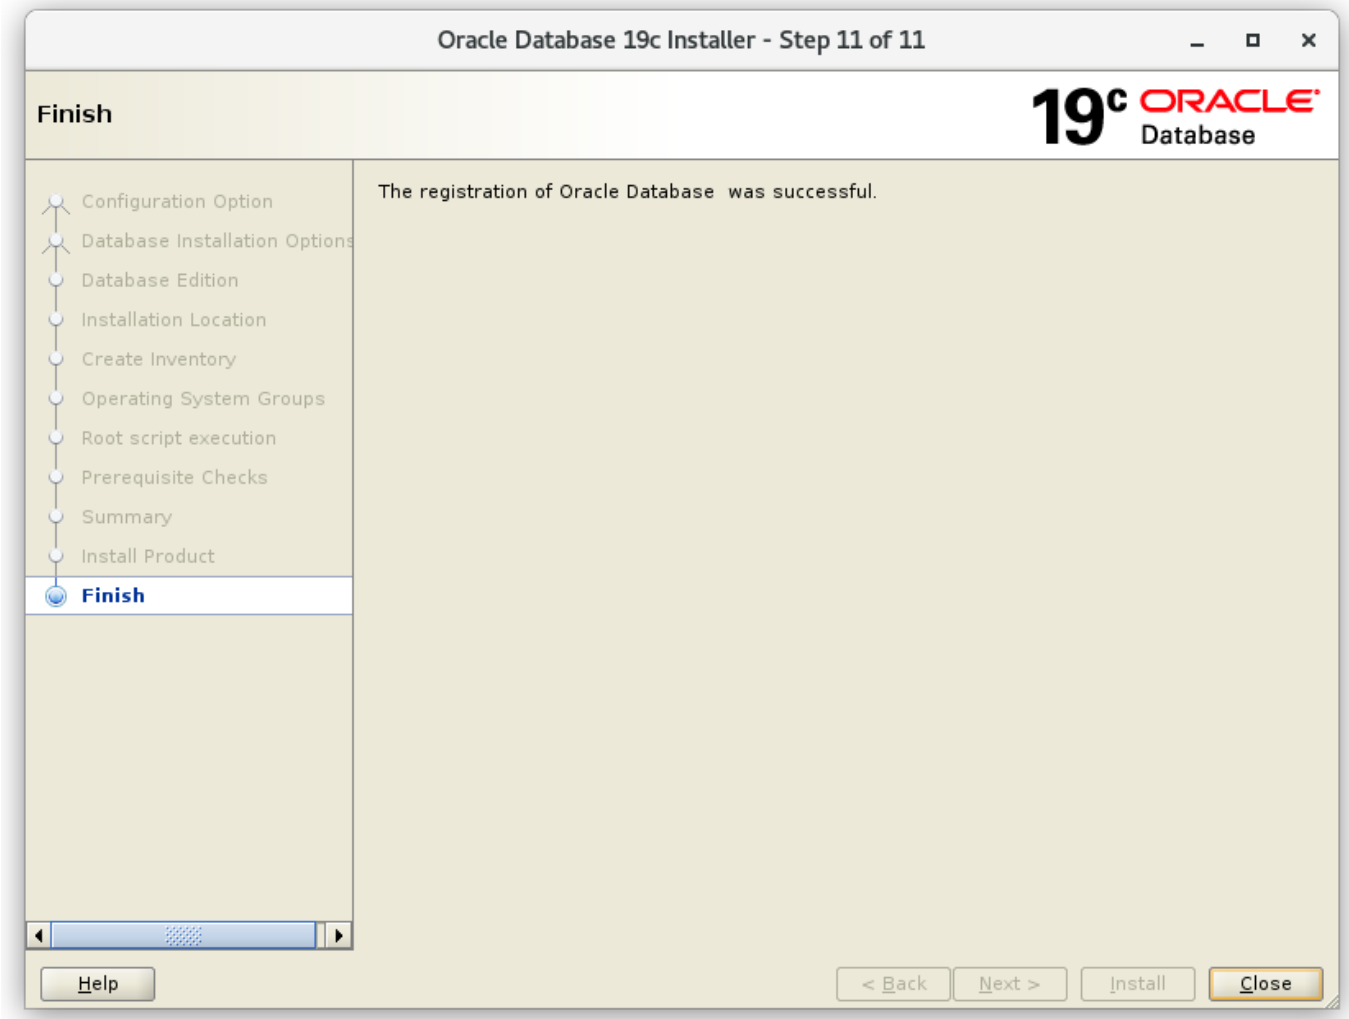 Oracle Database 19c Installer - Step 11 of 11
Finish
19c ORACLE
Database
Configuration Option
The registration of Oracle Database  was successful.
Database Installation Options
Database Edition
Installation Location
Create Inventory
Operating System Groups
Root script execution
Prerequisite Checks
Summary
Install Product
Finish
Help
< Back
Next >
Install
Close